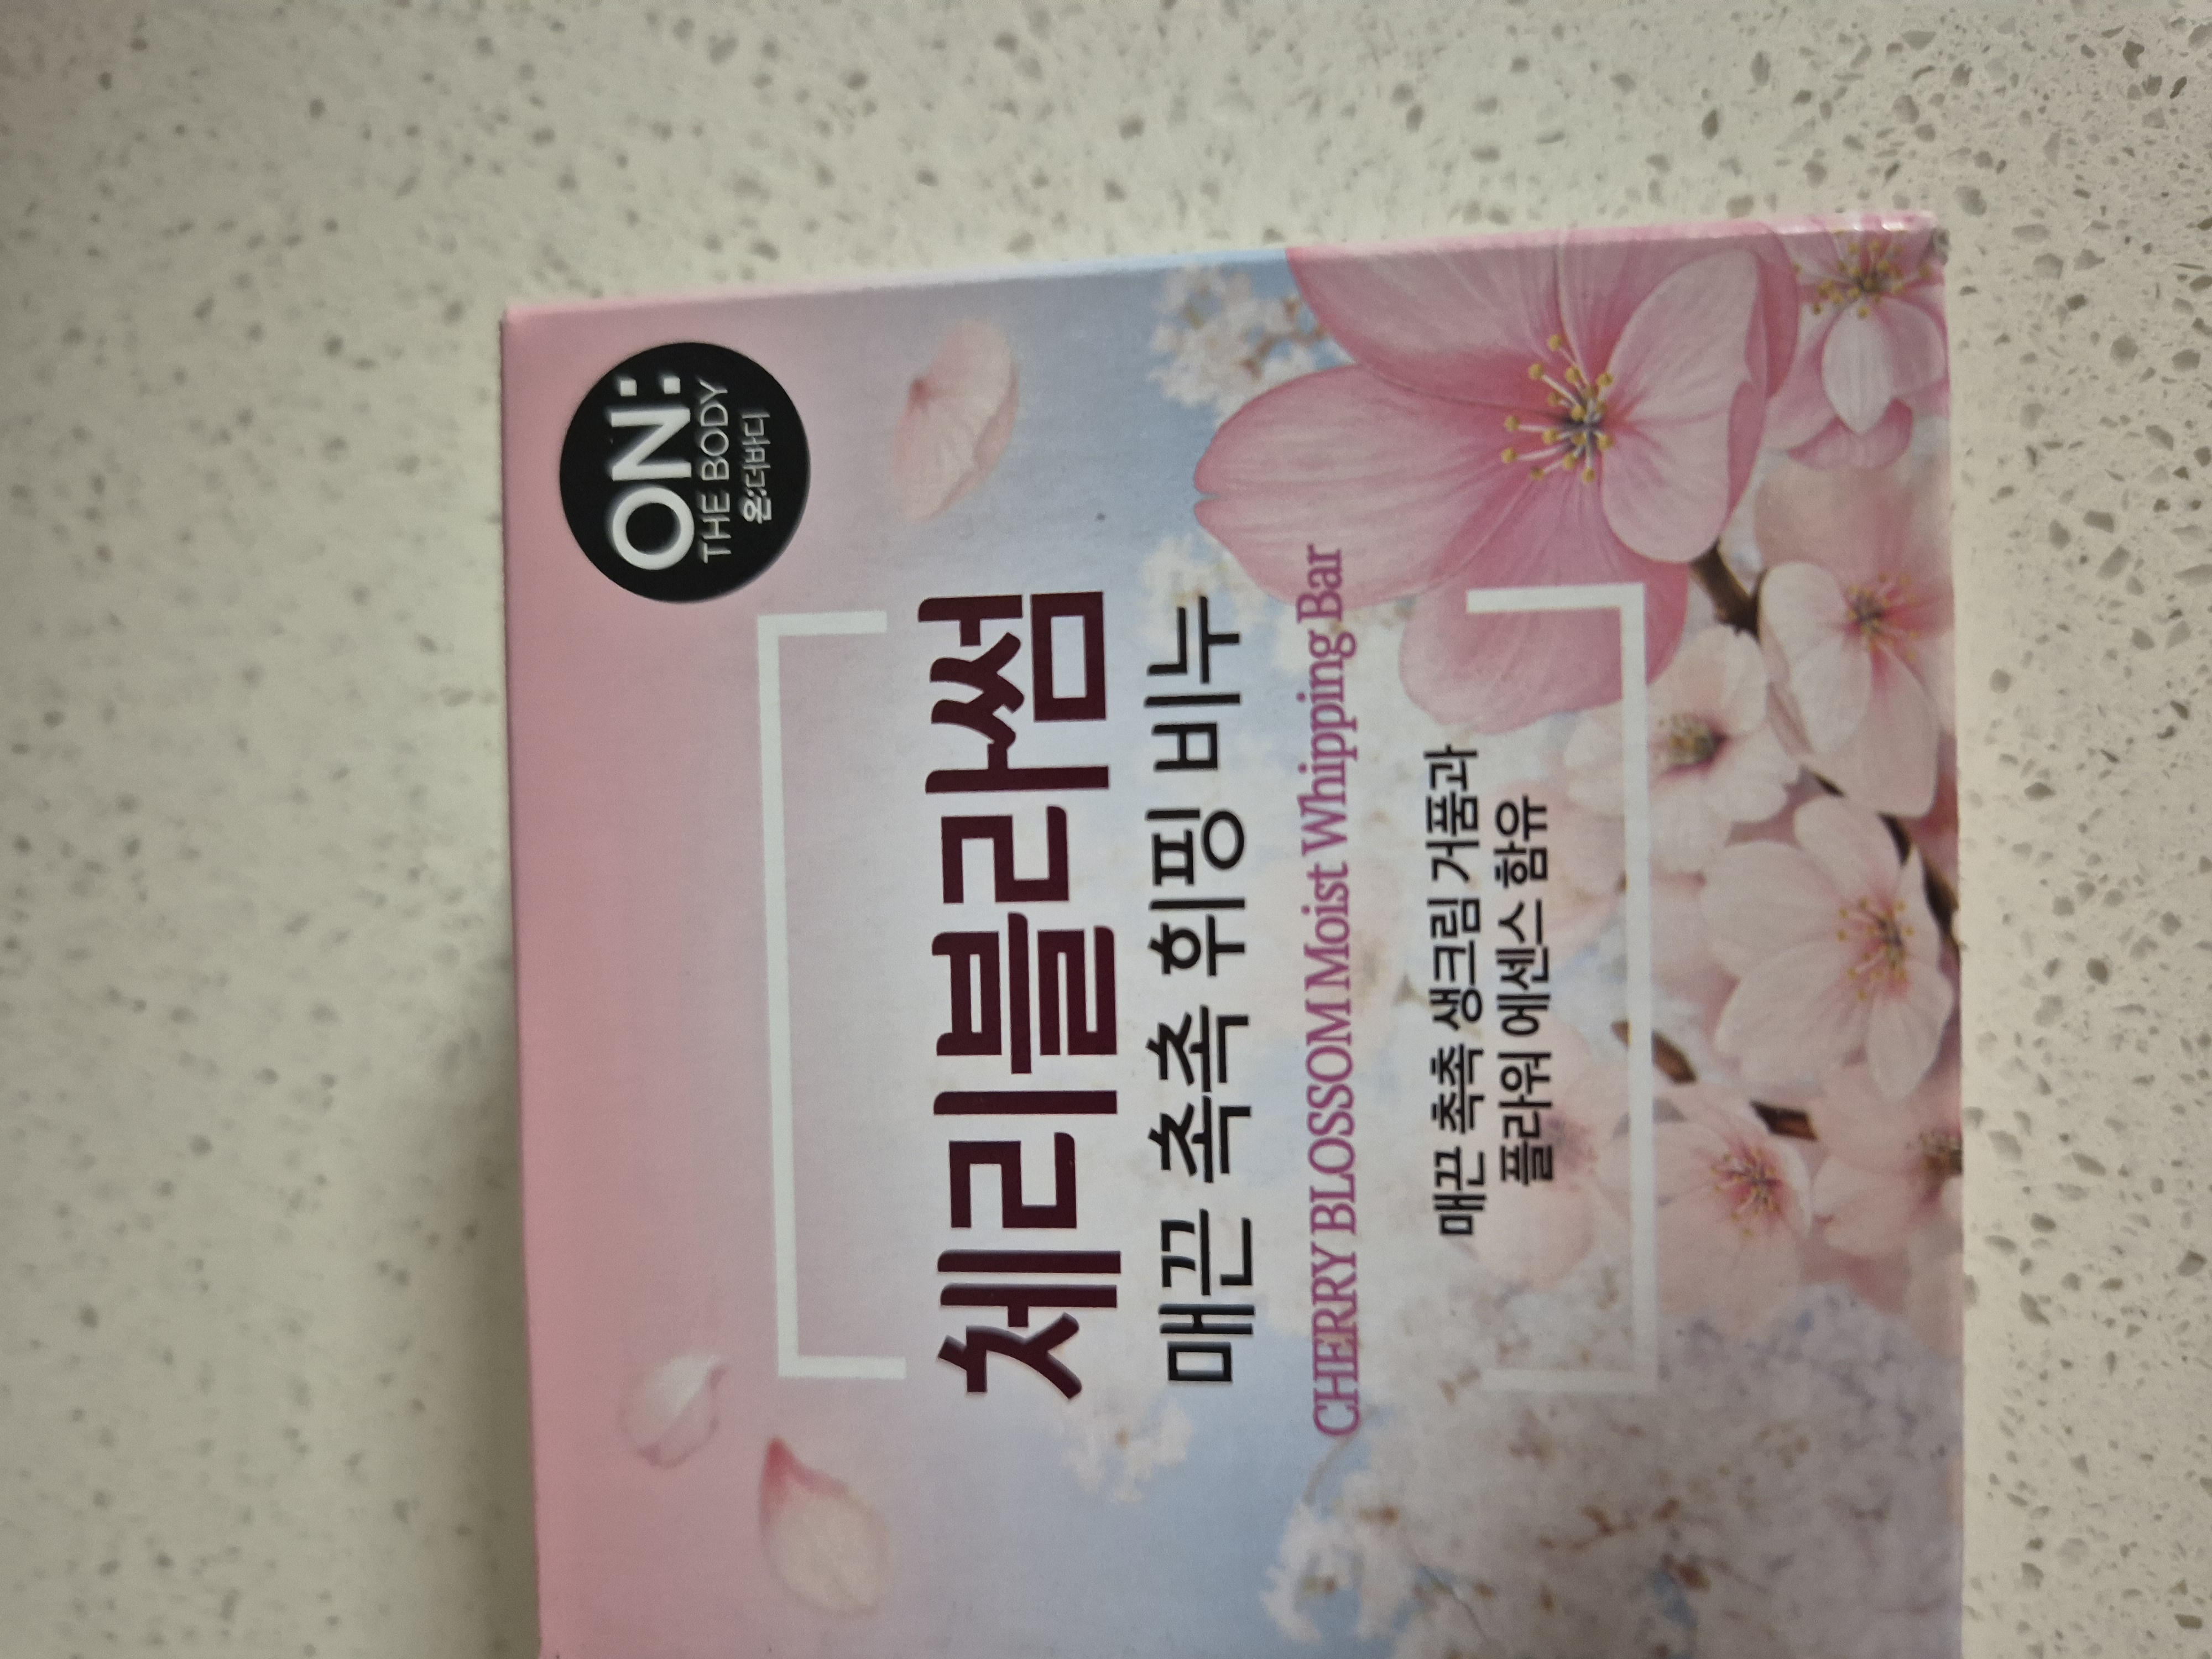 ON:
THE BODY
온:더바디
체리블라썸
매끈 촉촉 휘핑 비누
CHERRY BLOSSOM Moist Whipping Bar
매끈 촉촉 생크림 거품과
플라워 에센스 함유